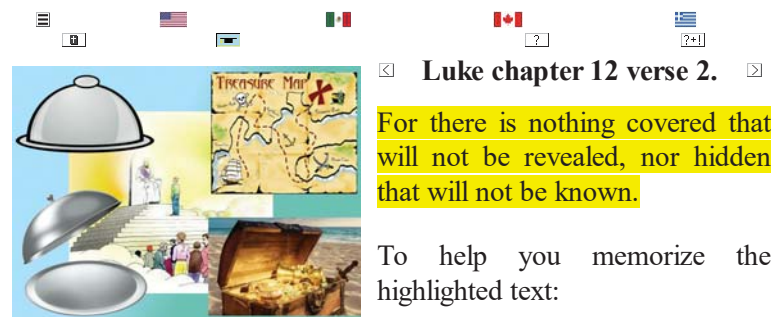 ?
?+!
Luke chapter 12 verse 2.
TREASURE MAP
For there is nothing covered that
will not be revealed, nor hidden
that will not be known.
To help you memorize the
highlighted text: